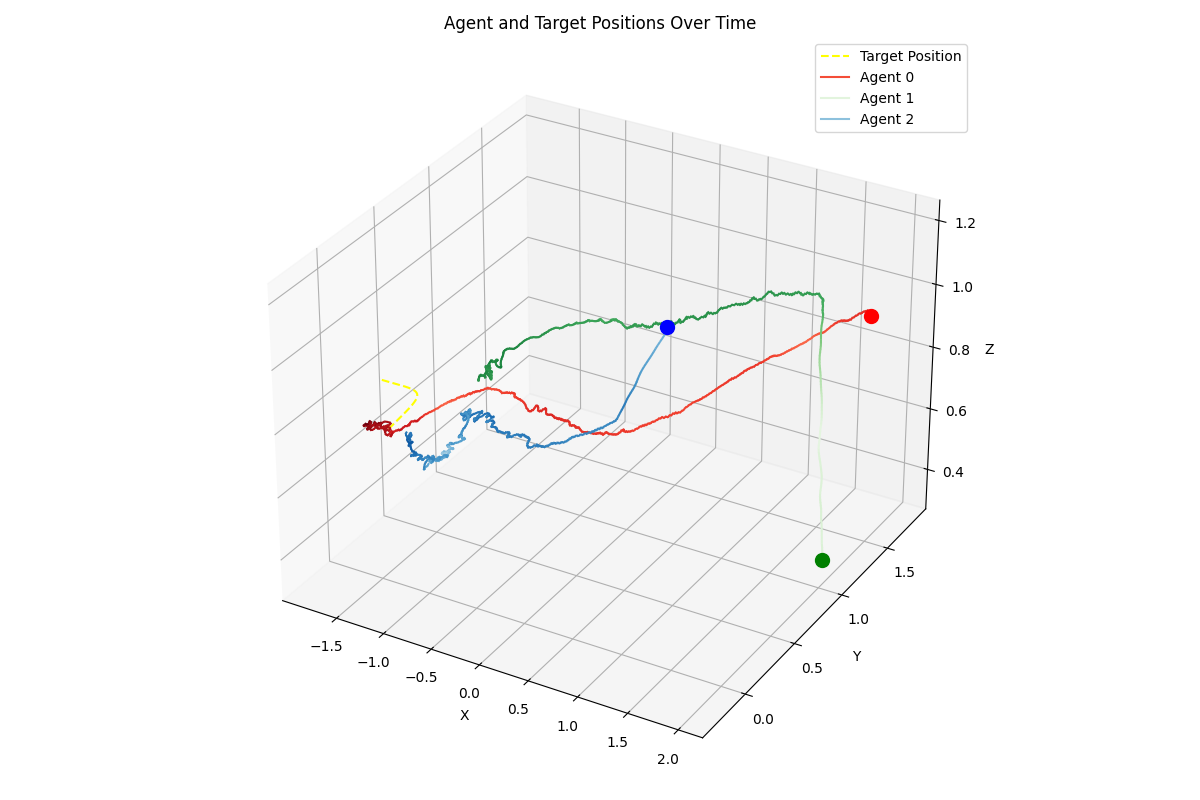 Agent and Target Positions Over Time
Target Position
Agent 0
Agent 1
Agent 2
1.2
1.0
Z
0.8
0.6
0.4
1.5
1.0
Y
0.5
0.0
−1.5
−1.0
−0.5
0.0
X
0.5
1.0
1.5
2.0